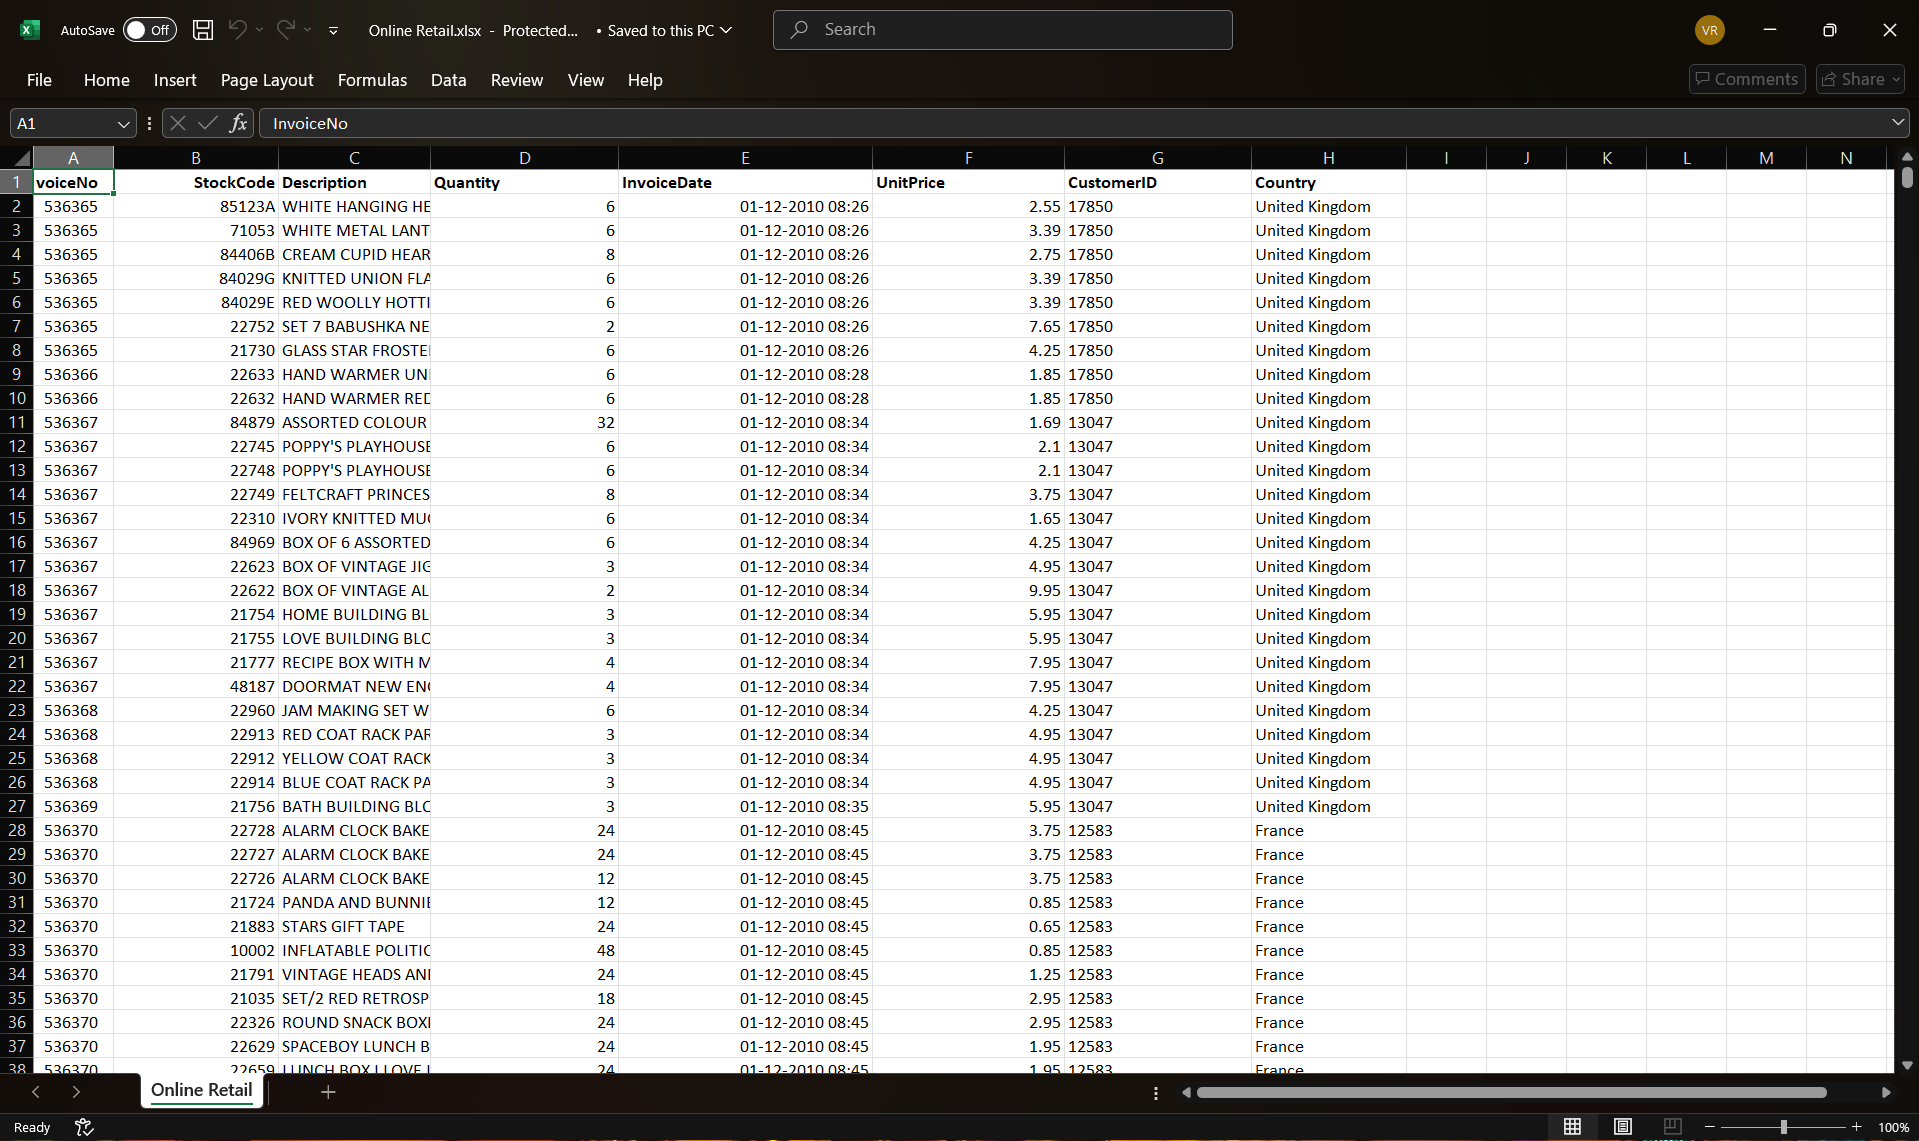 AutoSave Off Online Retail.xlsx - Protected... • Saved to this PC Search VR
File Home Insert Page Layout Formulas Data Review View Help Comments Share
A1 fx InvoiceNo
A B C D E F G H I J K L M N
1 voiceNo StockCode Description Quantity InvoiceDate UnitPrice CustomerID Country
2 536365 85123A WHITE HANGING HE 6 01-12-2010 08:26 2.55 17850 United Kingdom
3 536365 71053 WHITE METAL LANT 6 01-12-2010 08:26 3.39 17850 United Kingdom
4 536365 84406B CREAM CUPID HEAR 8 01-12-2010 08:26 2.75 17850 United Kingdom
5 536365 84029G KNITTED UNION FLA 6 01-12-2010 08:26 3.39 17850 United Kingdom
6 536365 84029E RED WOOLLY HOTTI 6 01-12-2010 08:26 3.39 17850 United Kingdom
7 536365 22752 SET 7 BABUSHKA NE 2 01-12-2010 08:26 7.65 17850 United Kingdom
8 536365 21730 GLASS STAR FROSTE 6 01-12-2010 08:26 4.25 17850 United Kingdom
9 536366 22633 HAND WARMER UNI 6 01-12-2010 08:28 1.85 17850 United Kingdom
10 536366 22632 HAND WARMER RED 6 01-12-2010 08:28 1.85 17850 United Kingdom
11 536367 84879 ASSORTED COLOUR 32 01-12-2010 08:34 1.69 13047 United Kingdom
12 536367 22745 POPPY'S PLAYHOUSE 6 01-12-2010 08:34 2.1 13047 United Kingdom
13 536367 22748 POPPY'S PLAYHOUSE 6 01-12-2010 08:34 2.1 13047 United Kingdom
14 536367 22749 FELTCRAFT PRINCES 8 01-12-2010 08:34 3.75 13047 United Kingdom
15 536367 22310 IVORY KNITTED MUG 6 01-12-2010 08:34 1.65 13047 United Kingdom
16 536367 84969 BOX OF 6 ASSORTED 6 01-12-2010 08:34 4.25 13047 United Kingdom
17 536367 22623 BOX OF VINTAGE JIG 3 01-12-2010 08:34 4.95 13047 United Kingdom
18 536367 22622 BOX OF VINTAGE AL 2 01-12-2010 08:34 9.95 13047 United Kingdom
19 536367 21754 HOME BUILDING BL 3 01-12-2010 08:34 5.95 13047 United Kingdom
20 536367 21755 LOVE BUILDING BLO 3 01-12-2010 08:34 5.95 13047 United Kingdom
21 536367 21777 RECIPE BOX WITH M 4 01-12-2010 08:34 7.95 13047 United Kingdom
22 536367 48187 DOORMAT NEW ENG 4 01-12-2010 08:34 7.95 13047 United Kingdom
23 536368 22960 JAM MAKING SET W 6 01-12-2010 08:34 4.25 13047 United Kingdom
24 536368 22913 RED COAT RACK PAR 3 01-12-2010 08:34 4.95 13047 United Kingdom
25 536368 22912 YELLOW COAT RACK 3 01-12-2010 08:34 4.95 13047 United Kingdom
26 536368 22914 BLUE COAT RACK PA 3 01-12-2010 08:34 4.95 13047 United Kingdom
27 536369 21756 BATH BUILDING BLO 3 01-12-2010 08:35 5.95 13047 United Kingdom
28 536370 22728 ALARM CLOCK BAKE 24 01-12-2010 08:45 3.75 12583 France
29 536370 22727 ALARM CLOCK BAKE 24 01-12-2010 08:45 3.75 12583 France
30 536370 22726 ALARM CLOCK BAKE 12 01-12-2010 08:45 3.75 12583 France
31 536370 21724 PANDA AND BUNNIE 12 01-12-2010 08:45 0.85 12583 France
32 536370 21883 STARS GIFT TAPE 24 01-12-2010 08:45 0.65 12583 France
33 536370 10002 INFLATABLE POLITIC 48 01-12-2010 08:45 0.85 12583 France
34 536370 21791 VINTAGE HEADS AND 24 01-12-2010 08:45 1.25 12583 France
35 536370 21035 SET/2 RED RETROSP 18 01-12-2010 08:45 2.95 12583 France
36 536370 22326 ROUND SNACK BOXE 24 01-12-2010 08:45 2.95 12583 France
37 536370 22629 SPACEBOY LUNCH B 24 01-12-2010 08:45 1.95 12583 France
38 536370 22659 LUNCH BOX I LOVE L 24 01-12-2010 08:45 1.95 12583 France
Online Retail
Ready 100%